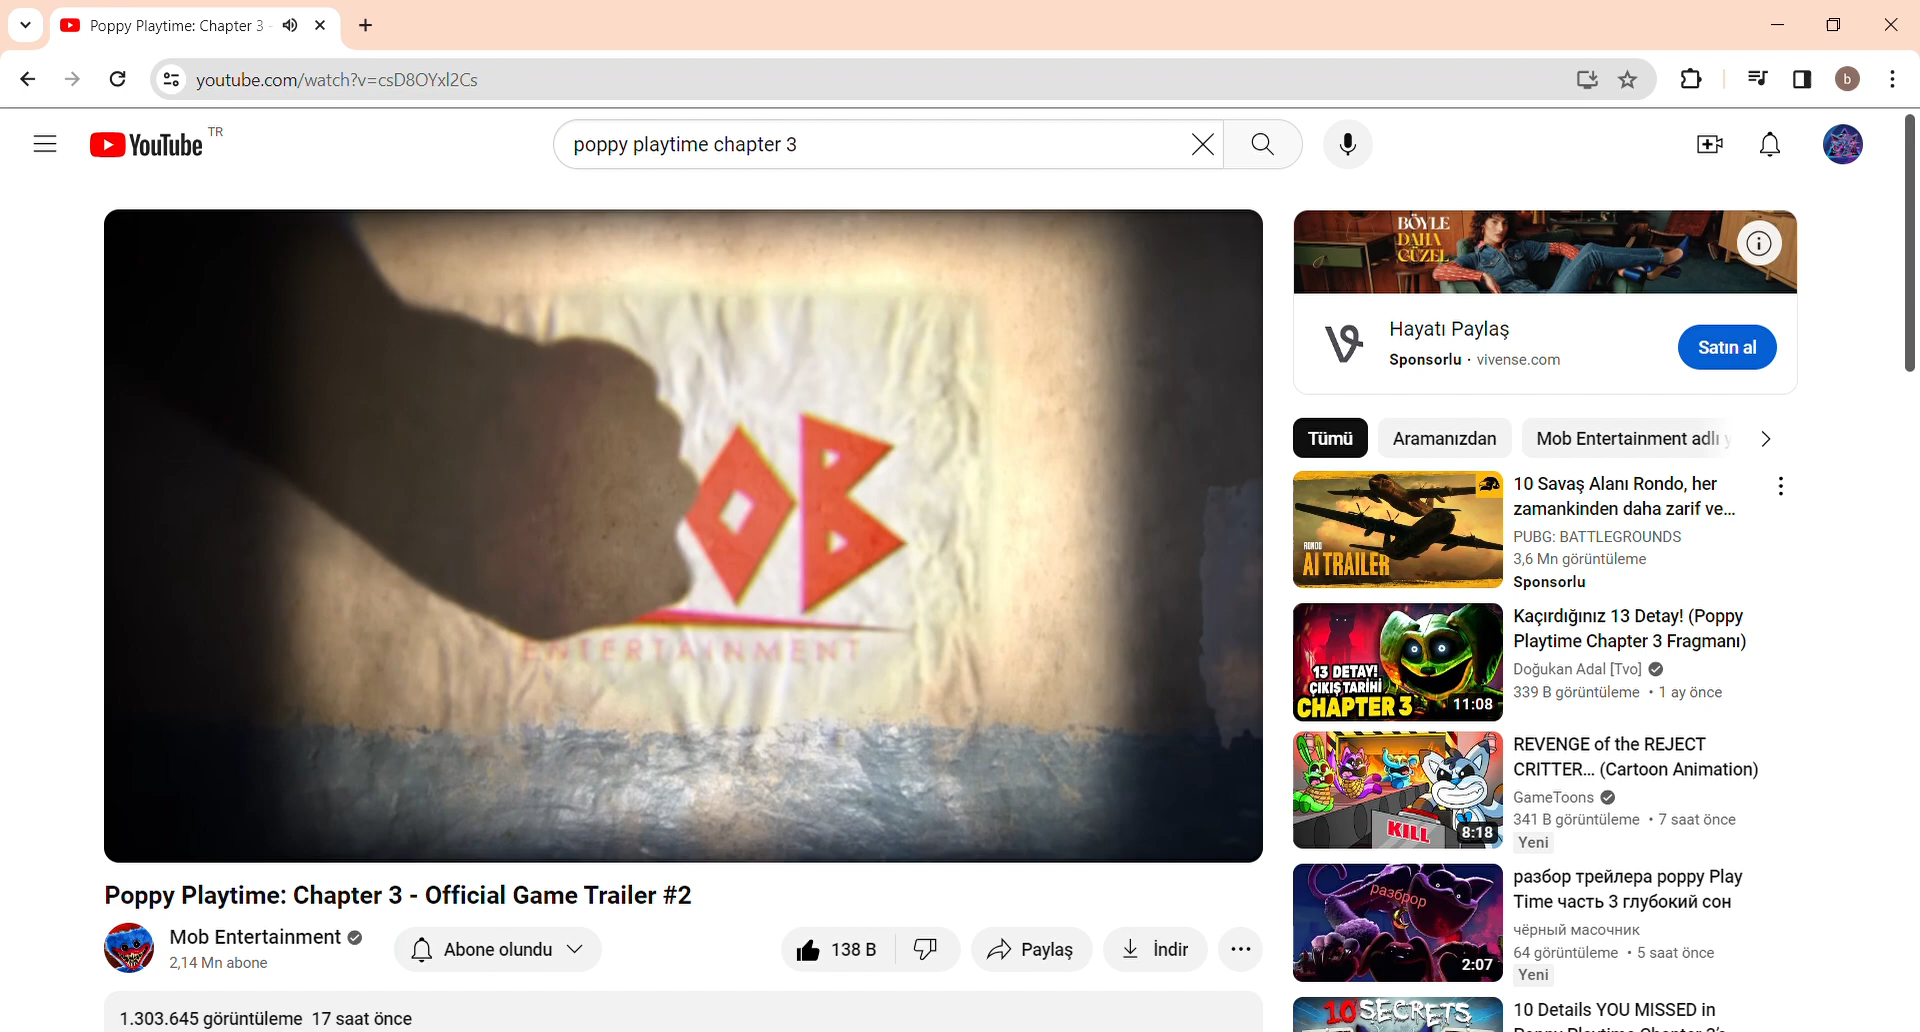 Poppy Playtime: Chapter 3 -
youtube.com/watch?v=csD8OYxl2Cs
b
YouTube TR
poppy playtime chapter 3
OB
ENTERTAINMENT
Poppy Playtime: Chapter 3 - Official Game Trailer #2
Mob Entertainment
2,14 Mn abone
Abone olundu
138 B
Paylaş
İndir
1.303.645 görüntüleme 17 saat önce
BÖYLE
DAHA
GÜZEL
Hayatı Paylaş
Sponsorlu · vivense.com
Satın al
Tümü
Aramanızdan
Mob Entertainment adlı y
RONDO
AI TRAILER
10 Savaş Alanı Rondo, her
zamankinden daha zarif ve...
PUBG: BATTLEGROUNDS
3,6 Mn görüntüleme
Sponsorlu
13 DETAY!
ÇIKIŞ TARİHİ
CHAPTER 3
11:08
Kaçırdığınız 13 Detay! (Poppy
Playtime Chapter 3 Fragmanı)
Doğukan Adal [Tvo]
339 B görüntüleme • 1 ay önce
KILL
8:18
REVENGE of the REJECT
CRITTER... (Cartoon Animation)
GameToons
341 B görüntüleme • 7 saat önce
Yeni
разброр
2:07
разбор трейлера poppy Play
Time часть 3 глубокий сон
чёрный масочник
64 görüntüleme • 5 saat önce
Yeni
10 SECRETS
10 Details YOU MISSED in
Poppy Playtime Chapter 3's